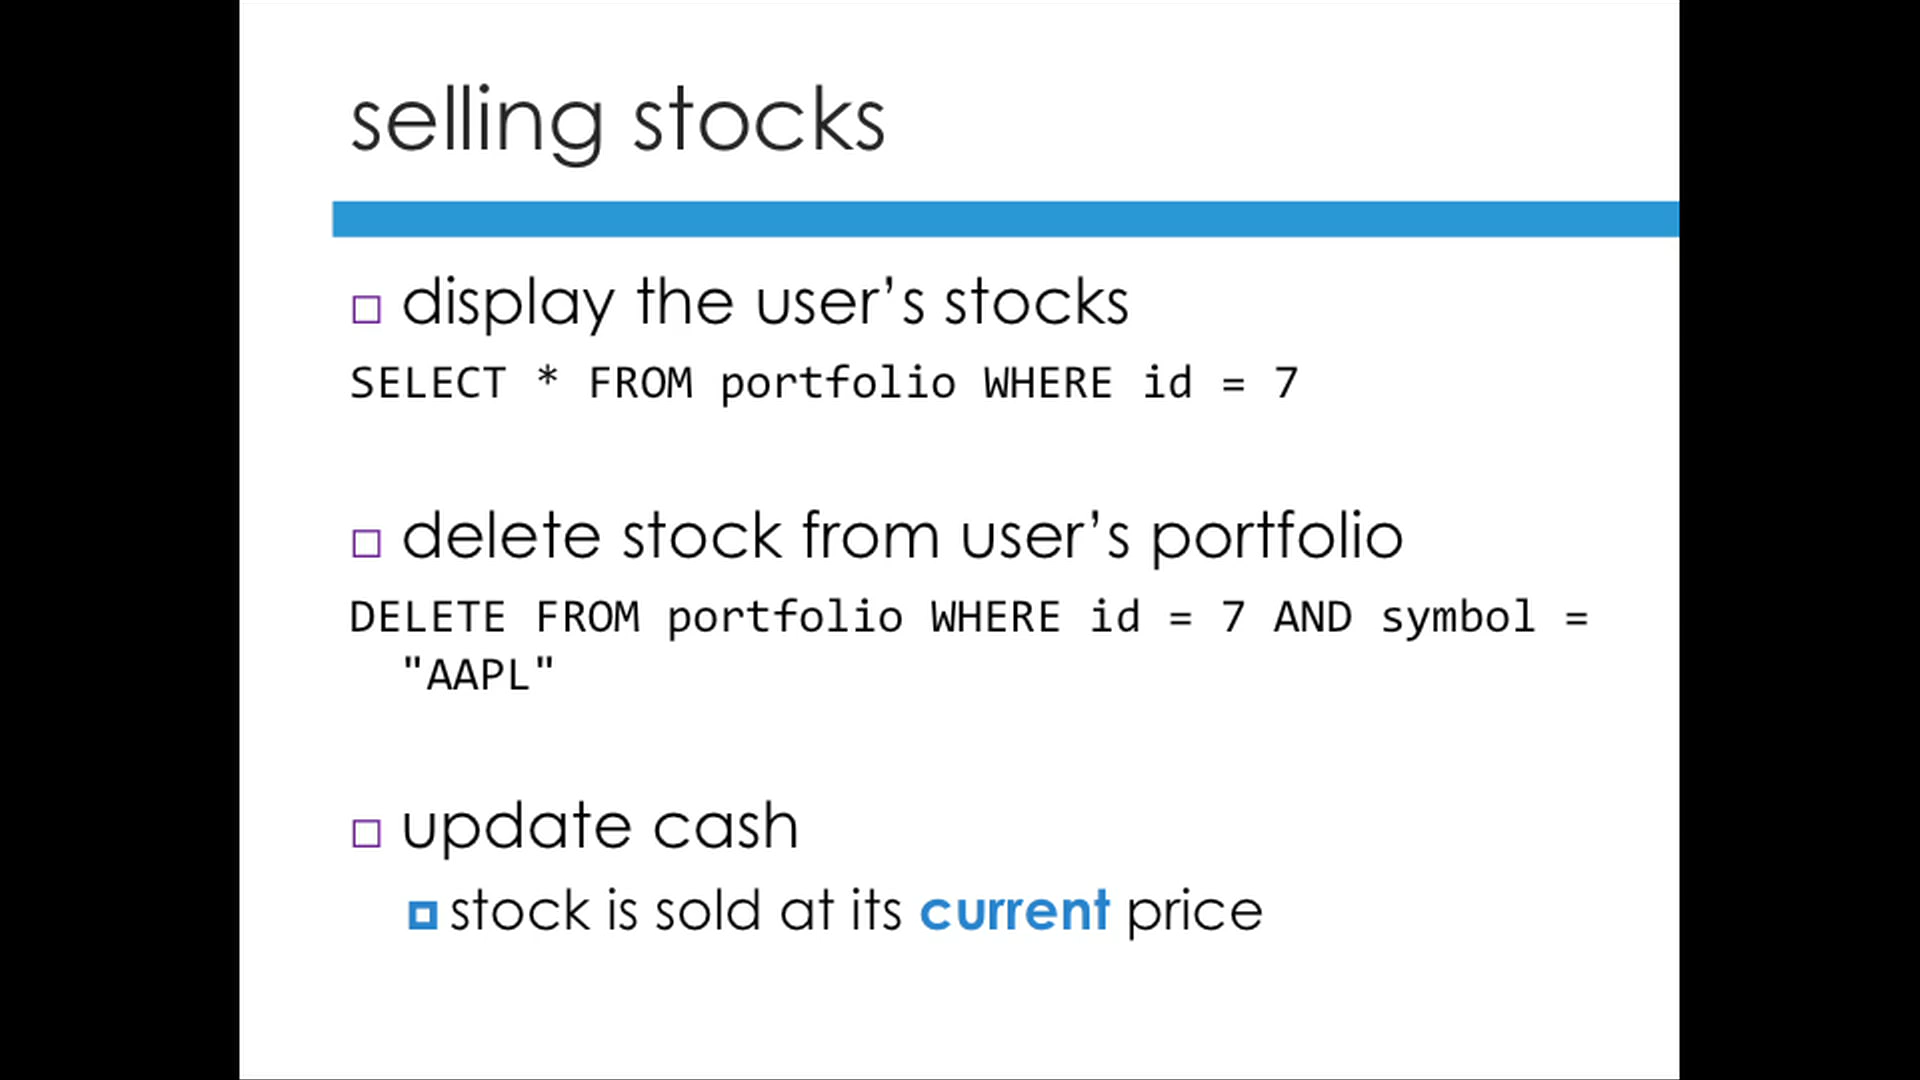 selling stocks
display the user’s stocks
SELECT * FROM portfolio WHERE id = 7
delete stock from user’s portfolio
DELETE FROM portfolio WHERE id = 7 AND symbol =
"AAPL"
update cash
stock is sold at its current price